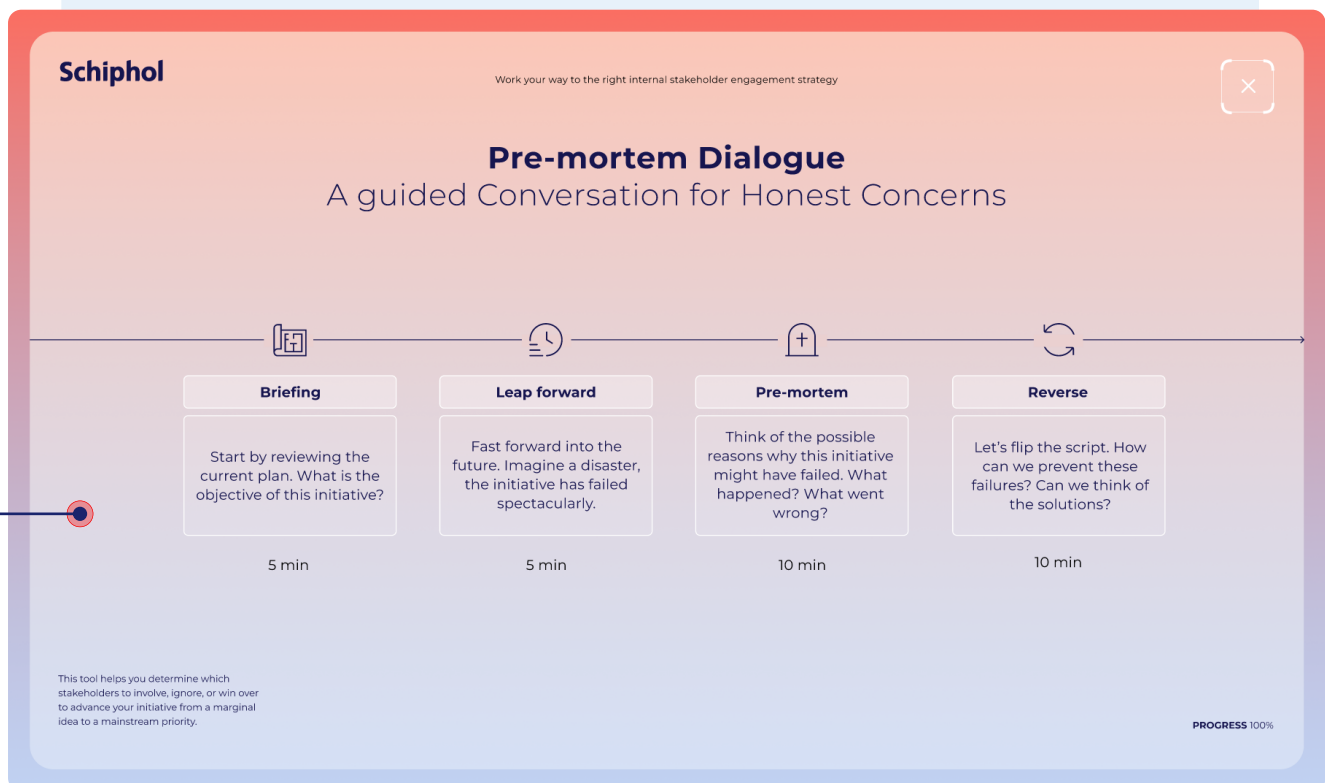 Schiphol
Work your way to the right internal stakeholder engagement strategy
Pre-mortem Dialogue
A guided Conversation for Honest Concerns
Briefing
Start by reviewing the
current plan. What is the
objective of this initiative?
5 min
Leap forward
Fast forward into the
future. Imagine a disaster,
the initiative has failed
spectacularly.
5 min
Pre-mortem
Think of the possible
reasons why this initiative
might have failed. What
happened? What went
wrong?
10 min
Reverse
Let’s flip the script. How
can we prevent these
failures? Can we think of
the solutions?
10 min
This tool helps you determine which
stakeholders to involve, ignore, or win over
to advance your initiative from a marginal
idea to a mainstream priority.
PROGRESS 100%